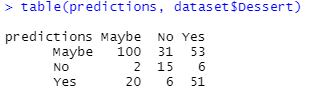 > table(predictions, dataset$Dessert)
predictions Maybe No Yes
Maybe 100 31 53
No 2 15 6
Yes 20 6 51